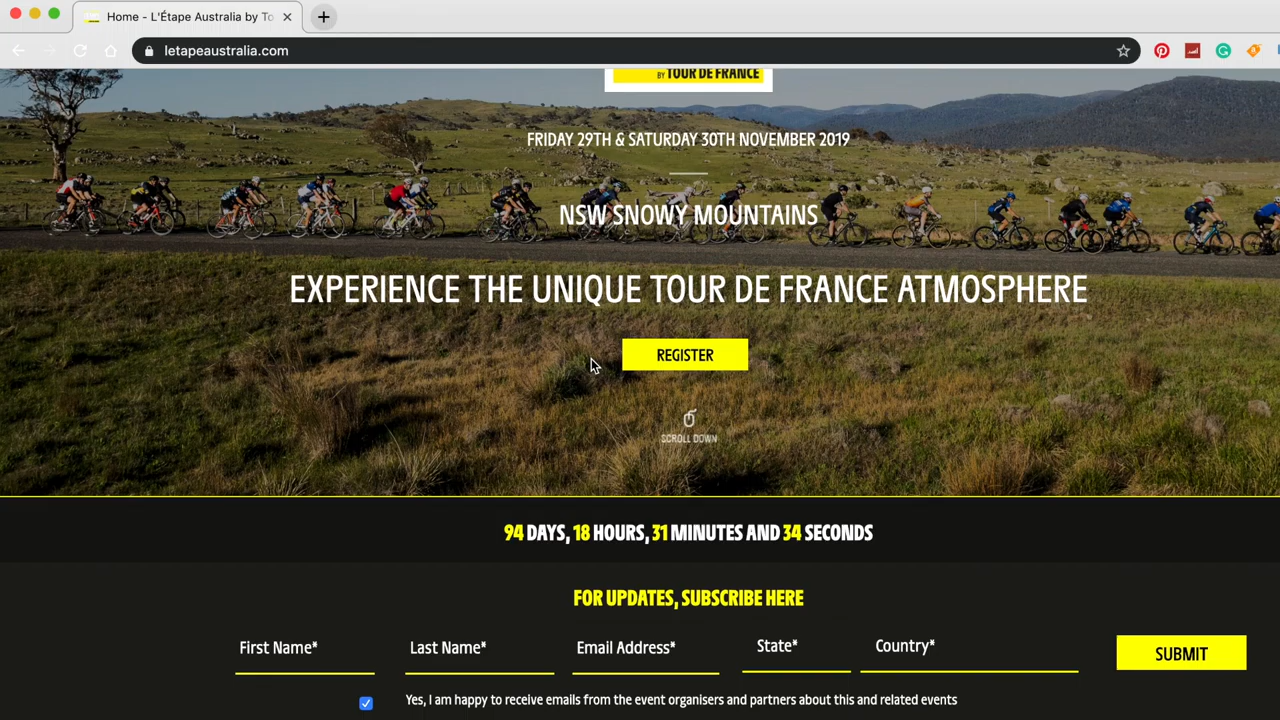 Home - L'Étape Australia by To
letapeaustralia.com
BY TOUR DE FRANCE
FRIDAY 29TH & SATURDAY 30TH NOVEMBER 2019
NSW SNOWY MOUNTAINS
EXPERIENCE THE UNIQUE TOUR DE FRANCE ATMOSPHERE
REGISTER
SCROLL DOWN
94 DAYS, 18 HOURS, 31 MINUTES AND 34 SECONDS
FOR UPDATES, SUBSCRIBE HERE
First Name* Last Name* Email Address* State* Country* SUBMIT
Yes, I am happy to receive emails from the event organisers and partners about this and related events